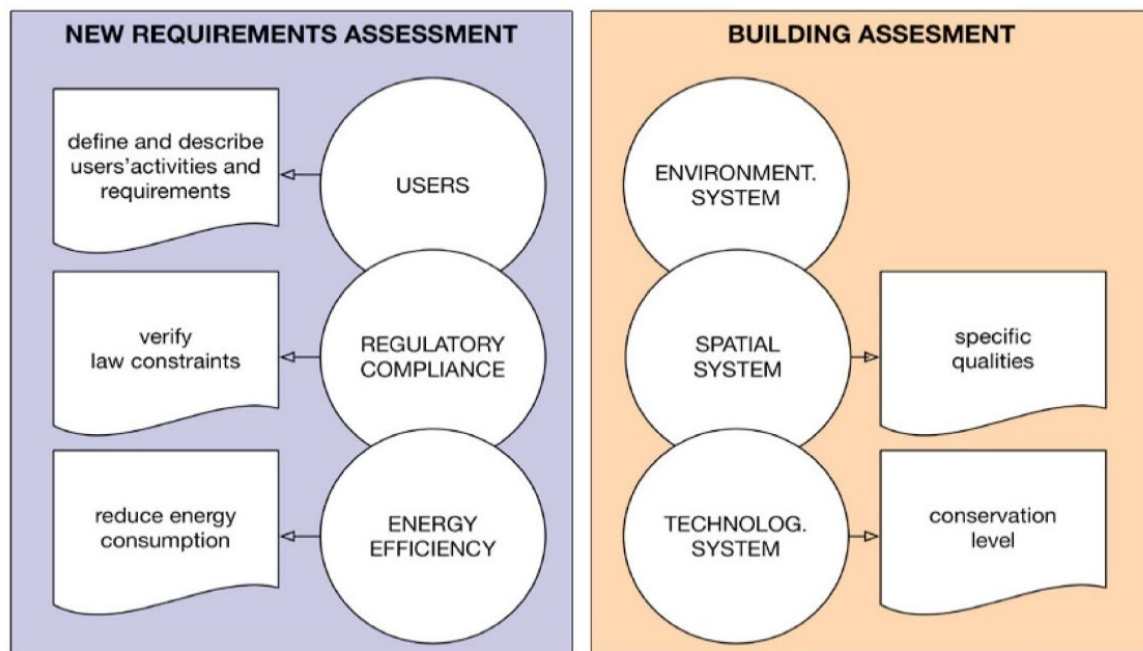 NEW REQUIREMENTS ASSESSMENT
define and describe
users'activities and
requirements
USERS
verify
law constraints
REGULATORY
COMPLIANCE
reduce energy
consumption
ENERGY
EFFICIENCY
BUILDING ASSESMENT
ENVIRONMENT.
SYSTEM
SPATIAL
SYSTEM
specific
qualities
TECHNOLOG.
SYSTEM
conservation
level